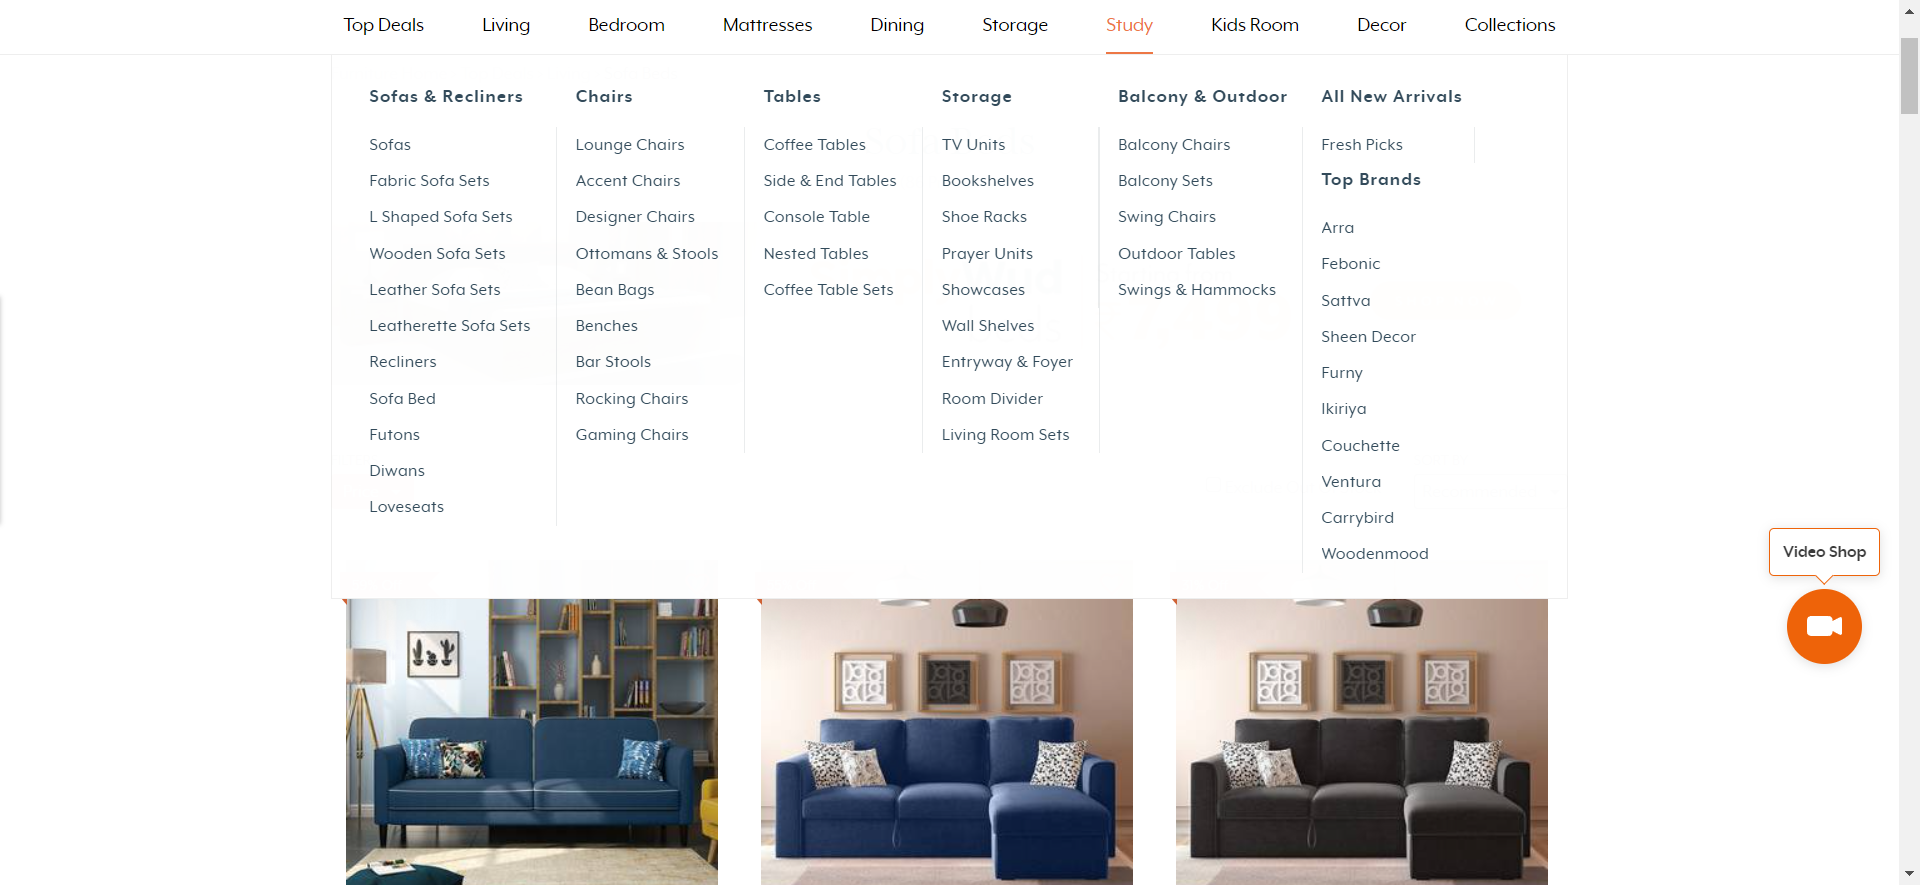 Top Deals Living Bedroom Mattresses Dining Storage Study Kids Room Decor Collections
Sofas & Recliners
Sofas
Fabric Sofa Sets
L Shaped Sofa Sets
Wooden Sofa Sets
Leather Sofa Sets
Leatherette Sofa Sets
Recliners
Sofa Bed
Futons
Diwans
Loveseats
Chairs
Lounge Chairs
Accent Chairs
Designer Chairs
Ottomans & Stools
Bean Bags
Benches
Bar Stools
Rocking Chairs
Gaming Chairs
Tables
Coffee Tables
Side & End Tables
Console Table
Nested Tables
Coffee Table Sets
Storage
TV Units
Bookshelves
Shoe Racks
Prayer Units
Showcases
Wall Shelves
Entryway & Foyer
Room Divider
Living Room Sets
Balcony & Outdoor
Balcony Chairs
Balcony Sets
Swing Chairs
Outdoor Tables
Swings & Hammocks
All New Arrivals
Fresh Picks
Top Brands
Arra
Febonic
Sattva
Sheen Decor
Furny
Ikiriya
Couchette
Ventura
Carrybird
Woodenmood
Video Shop